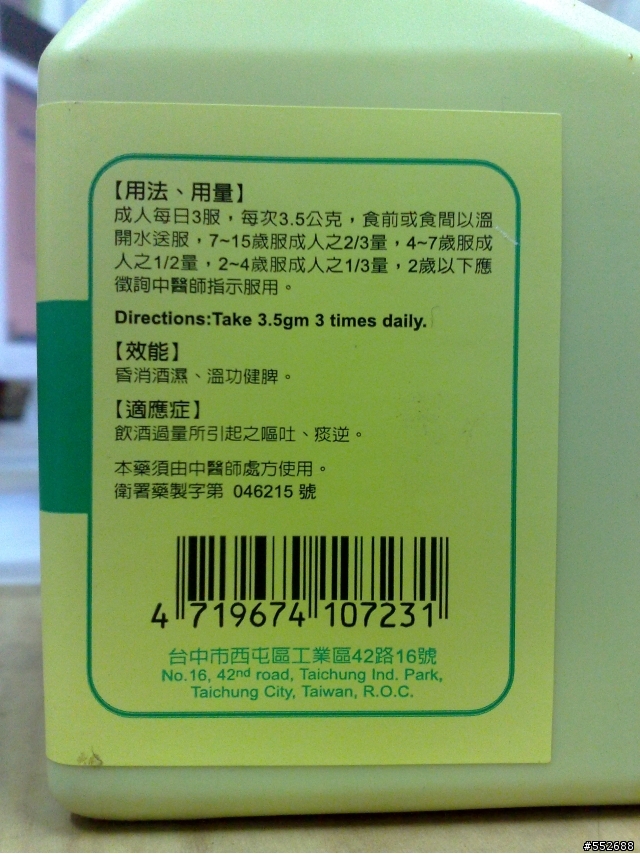 【用法、用量】
成人每日3服，每次3.5公克，食前或食間以溫
開水送服，7~15歲服成人之2/3量，4~7歲服成
人之1/2量，2~4歲服成人之1/3量，2歲以下應
徵詢中醫師指示服用。
Directions:Take 3.5gm 3 times daily.
【效能】
昏消酒濕、溫功健脾。
【適應症】
飲酒過量所引起之嘔吐、痰逆。
本藥須由中醫師處方使用。
衛署藥製字第 046215 號
4 719674 107231
台中市西屯區工業區42路16號
No.16, 42nd road, Taichung Ind. Park,
Taichung City, Taiwan, R.O.C.
#552688